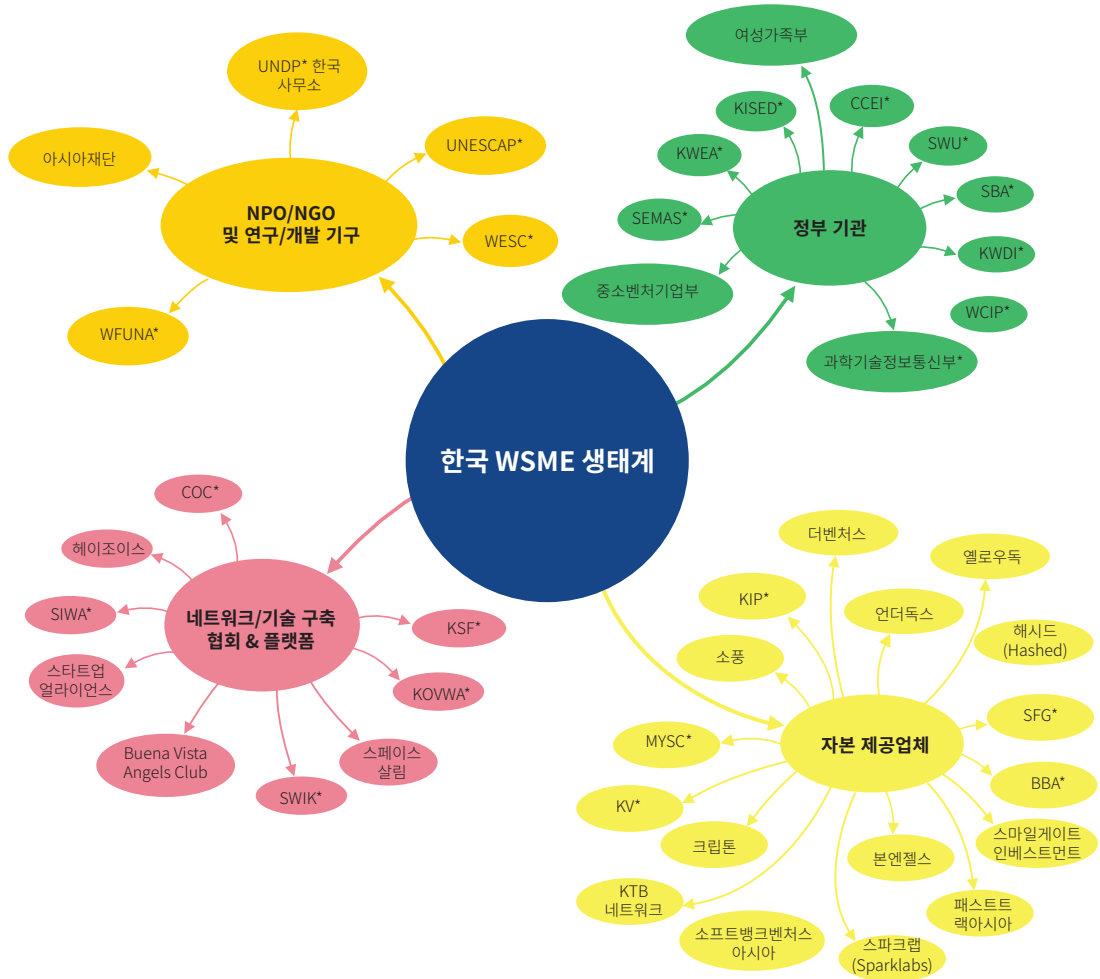 UNDP* 한국
사무소
아시아재단
UNESCAP*
NPO/NGO
및 연구/개발 기구
WESC*
WFUNA*
여성가족부
KISED*
CCEI*
KWEA*
SWU*
SBA*
SEMAS*
정부 기관
KWDI*
중소벤처기업부
WCIP*
과학기술정보통신부*
한국 WSME 생태계
COC*
헤이조이스
SIWA*
네트워크/기술 구축
협회 & 플랫폼
KSF*
스타트업
얼라이언스
KOVWA*
Buena Vista
Angels Club
스페이스
살림
SWIK*
더벤처스
옐로우독
KIP*
언더독스
해시드
(Hashed)
소풍
SFG*
MYSC*
자본 제공업체
BBA*
KV*
스마일게이트
인베스트먼트
크립톤
본엔젤스
KTB
네트워크
패스트트
랙아시아
소프트뱅크벤처스
아시아
스파크랩
(Sparklabs)